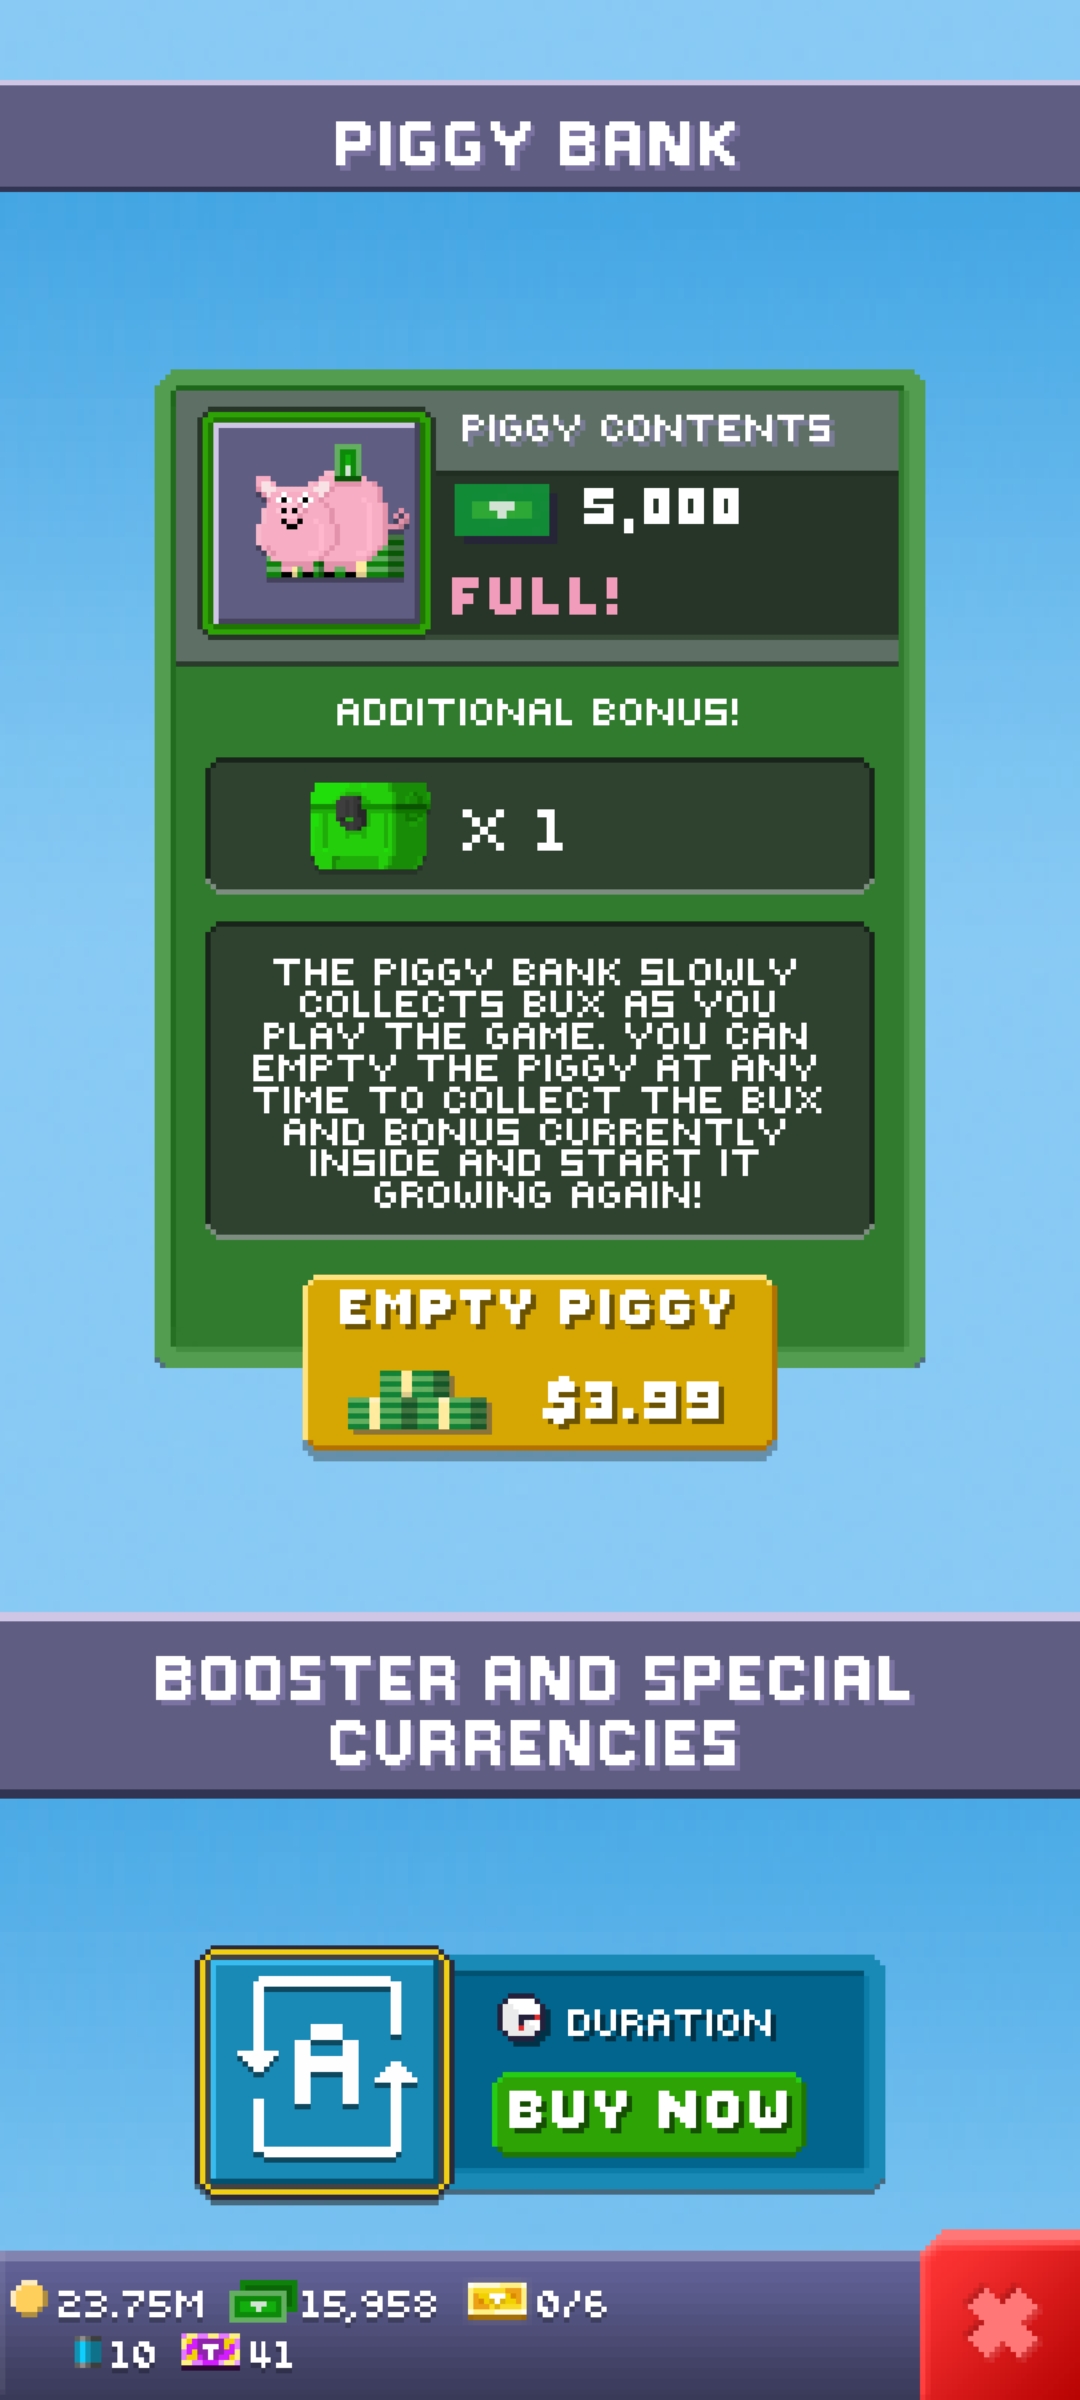 PIGGY BANK
PIGGY CONTENTS
5,000
FULL!
ADDITIONAL BONUS!
X 1
THE PIGGY BANK SLOWLY
COLLECTS BUX AS YOU
PLAY THE GAME. YOU CAN
EMPTY THE PIGGY AT ANY
TIME TO COLLECT THE BUX
AND BONUS CURRENTLY
INSIDE AND START IT
GROWING AGAIN!
EMPTY PIGGY
$3.99
BOOSTER AND SPECIAL
CURRENCIES
A
DURATION
BUY NOW
23.75M 15,958 0/6
10 T 41